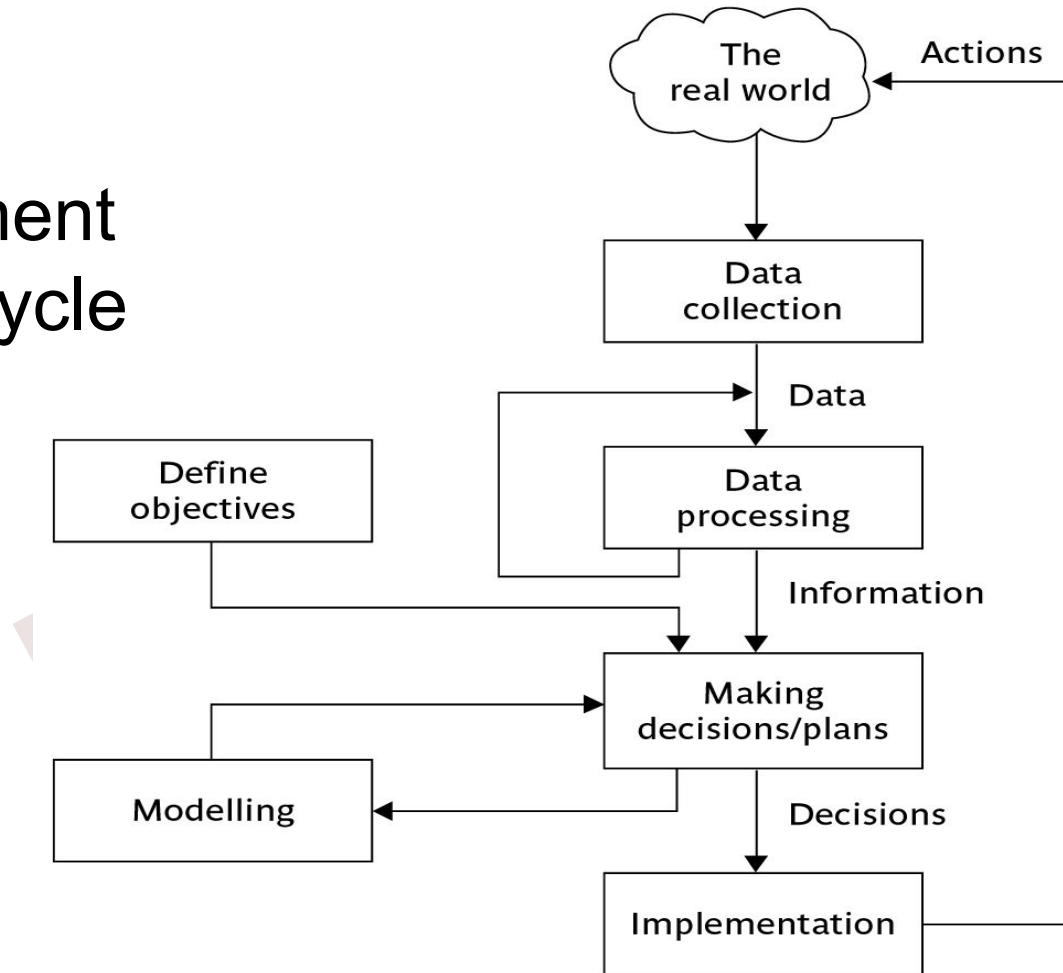 The
real world
Actions
ment
ycle
Data
collection
Data
Define
objectives
Data
processing
Information
Making
decisions/plans
Modelling
Decisions
Implementation